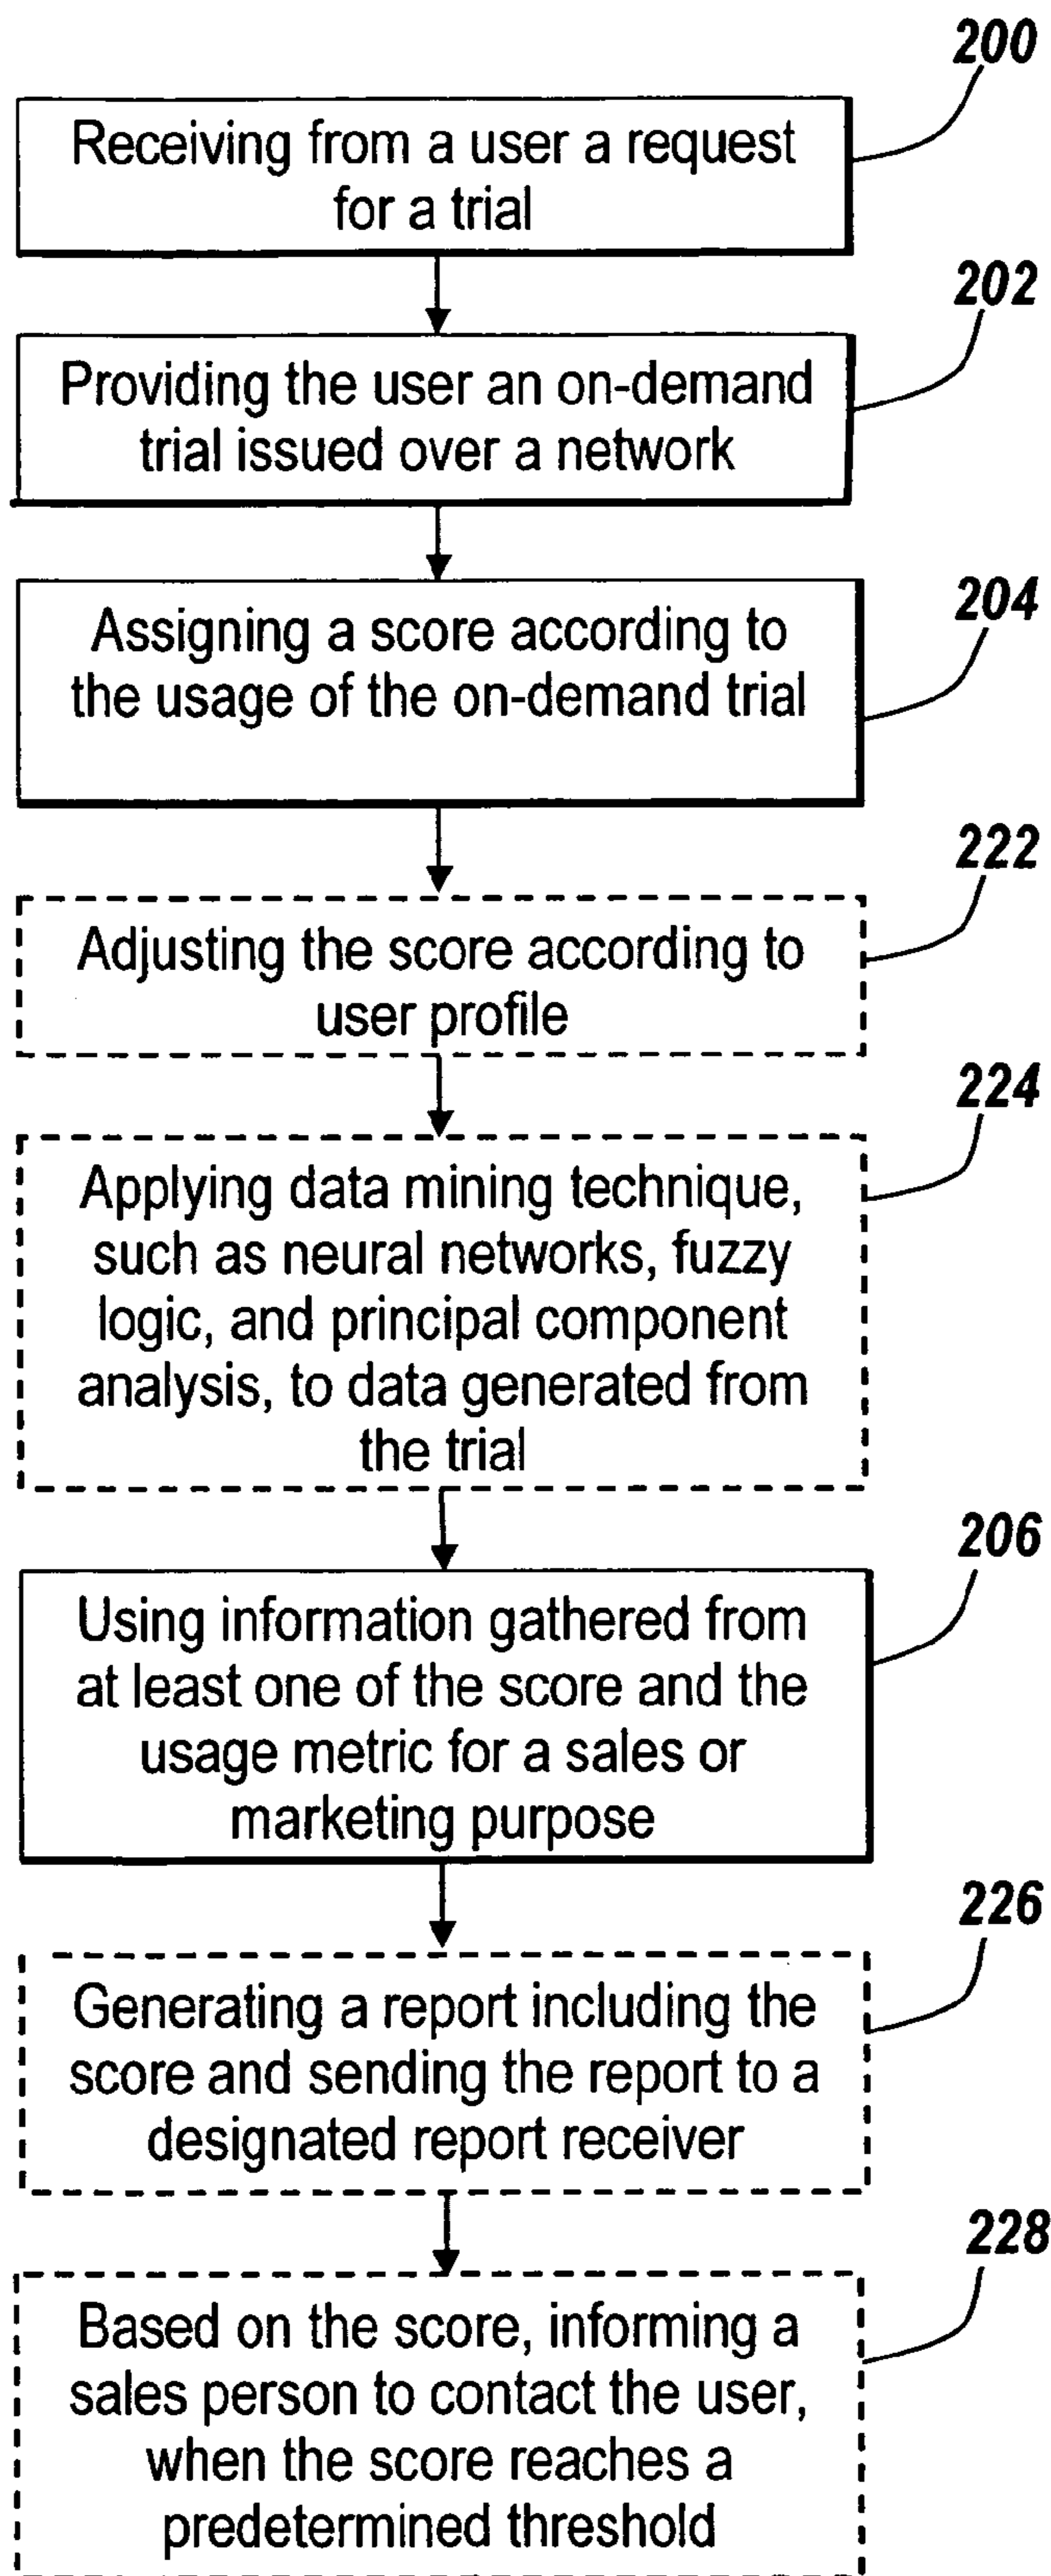 200
Receiving from a user a request
for a trial
202
Providing the user an on-demand
trial issued over a network
204
Assigning a score according to
the usage of the on-demand trial
222
Adjusting the score according to
user profile
224
Applying data mining technique,
such as neural networks, fuzzy
logic, and principal component
analysis, to data generated from
the trial
206
Using information gathered from
at least one of the score and the
usage metric for a sales or
marketing purpose
226
Generating a report including the
score and sending the report to a
designated report receiver
228
Based on the score, informing a
sales person to contact the user,
when the score reaches a
predetermined threshold